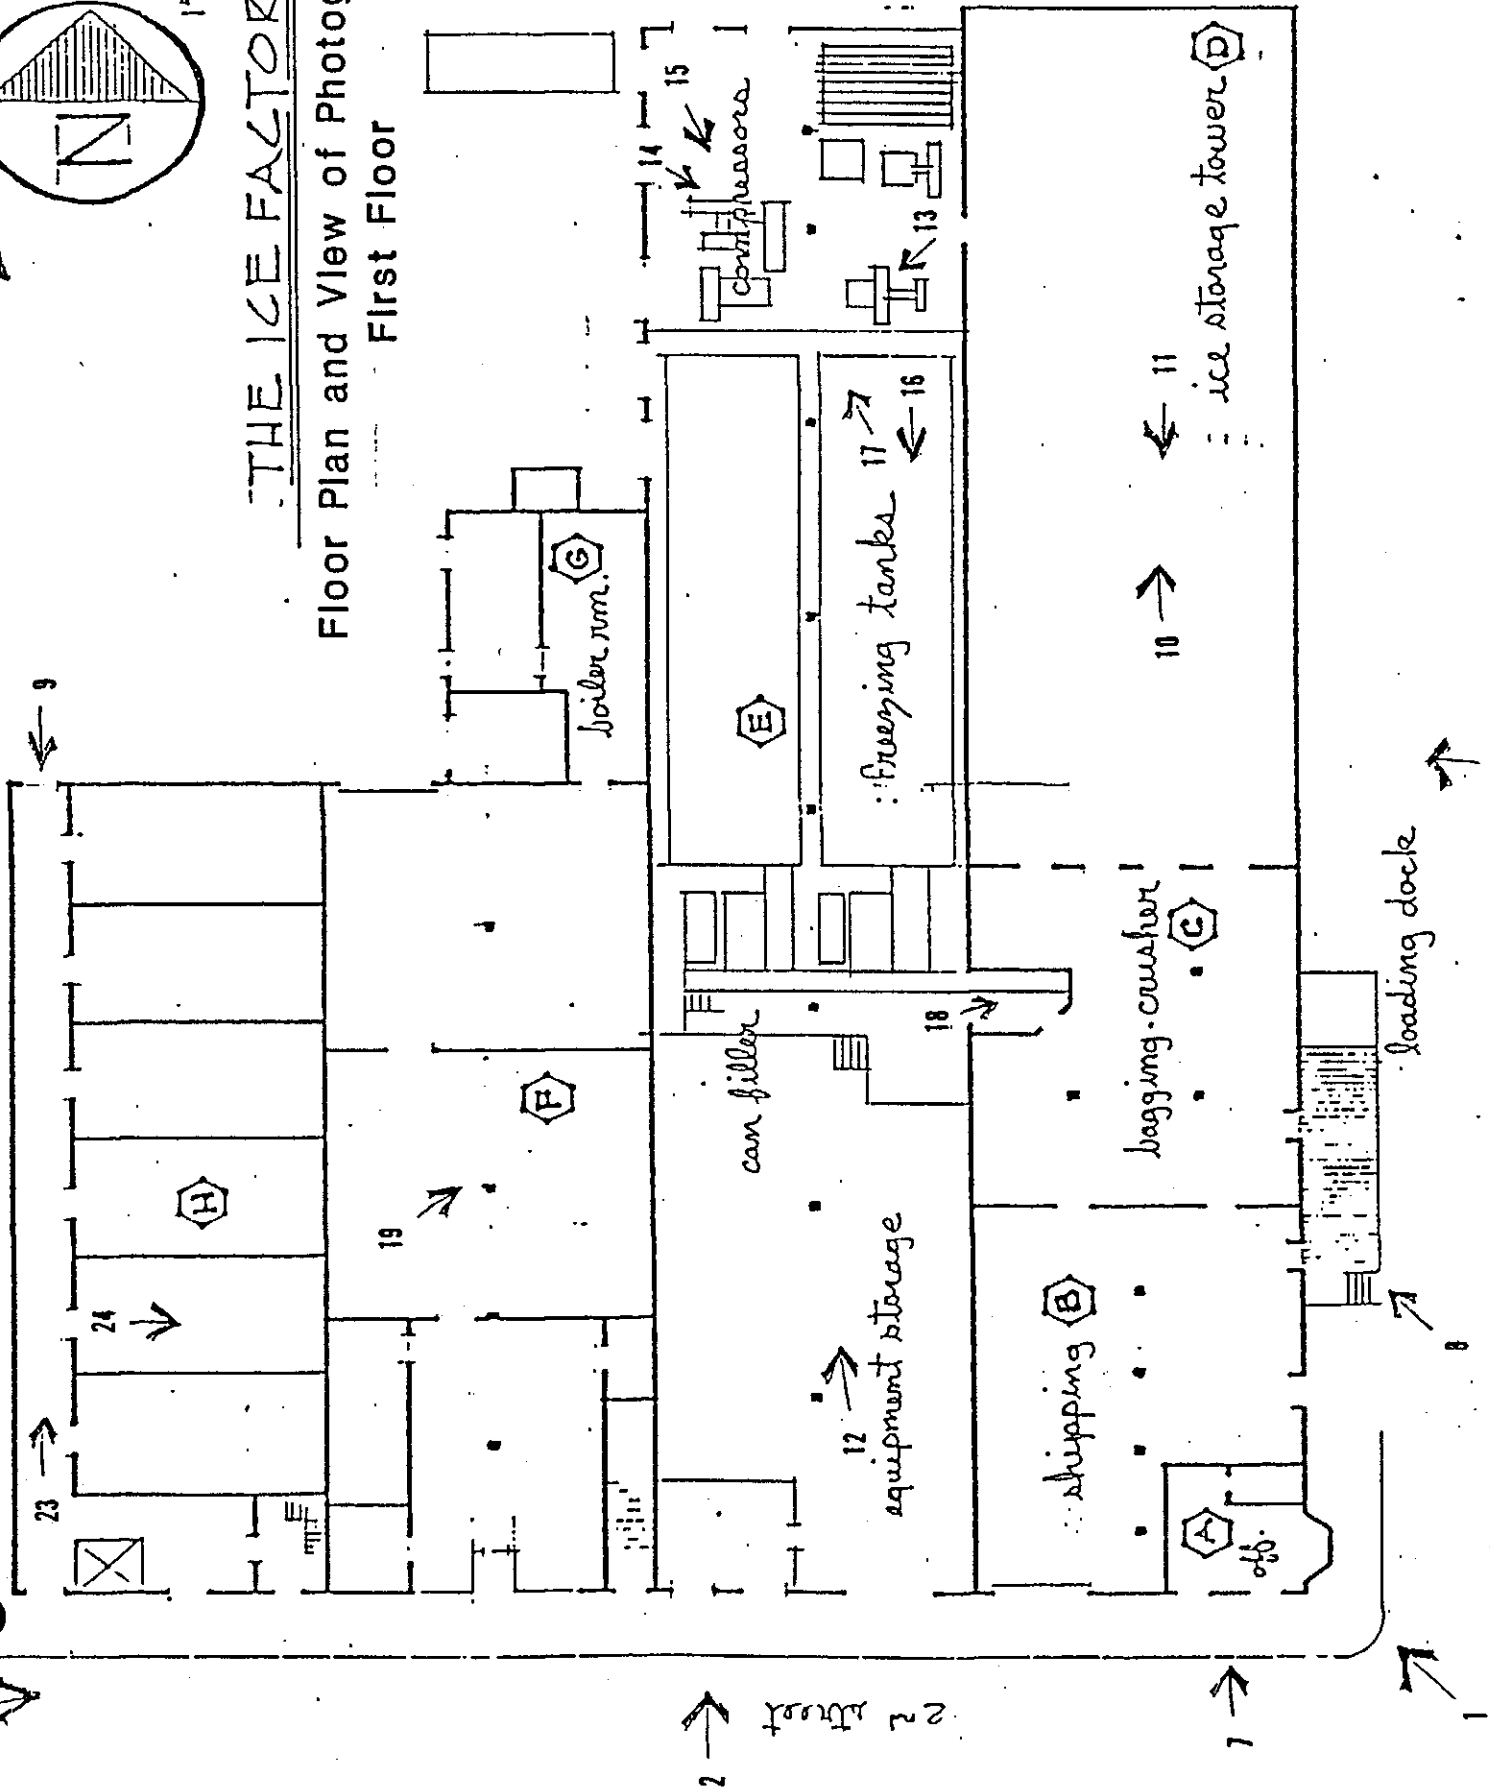 N
THE ICE FACTOR
Floor Plan and View of Photog
First Floor
9
23
24
H
19
F
G
boiler rm.
14
15
compressors
13
E
17
16
freezing tanks
can filler
18
12
equipment storage
2
10
11
ice storage tower D
bagging-crusher
C
shipping B
A
off.
loading dock
8
7
1